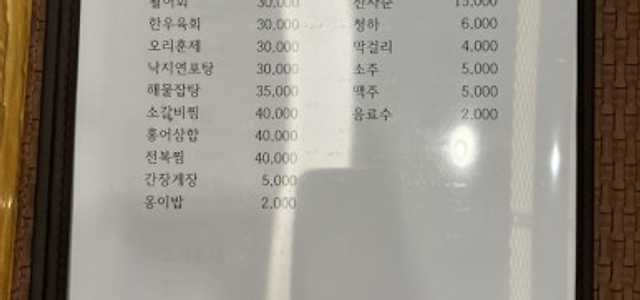 30,000 15,000
한우육회 30,000 청하 6,000
오리훈제 30,000 막걸리 4,000
낙지연포탕 30,000 소주 5,000
해물잡탕 35,000 맥주 5,000
소갈비찜 40,000 음료수 2,000
홍어삼합 40,000
전복찜 40,000
간장게장 5,000
옹이밥 2,000